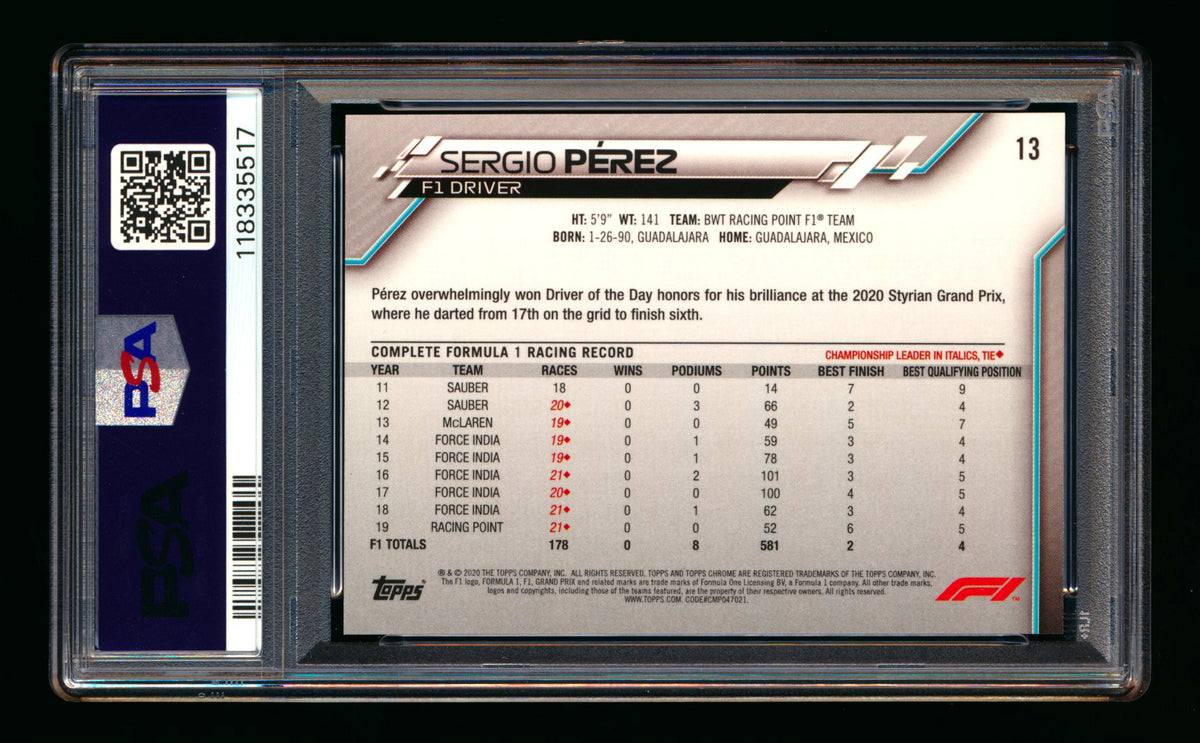 118335517
PSA
PSA
13
SERGIO PÉREZ
F1 DRIVER
HT: 5'9" WT: 141 TEAM: BWT RACING POINT F1® TEAM
BORN: 1-26-90, GUADALAJARA HOME: GUADALAJARA, MEXICO
Pérez overwhelmingly won Driver of the Day honors for his brilliance at the 2020 Styrian Grand Prix,
where he darted from 17th on the grid to finish sixth.
COMPLETE FORMULA 1 RACING RECORD CHAMPIONSHIP LEADER IN ITALICS, TIE♦
YEAR TEAM RACES WINS PODIUMS POINTS BEST FINISH BEST QUALIFYING POSITION
11 SAUBER 18 0 0 14 7 9
12 SAUBER 20♦ 0 3 66 2 4
13 McLAREN 19♦ 0 0 49 5 7
14 FORCE INDIA 19♦ 0 1 59 3 4
15 FORCE INDIA 19♦ 0 1 78 3 4
16 FORCE INDIA 21♦ 0 2 101 3 5
17 FORCE INDIA 20♦ 0 0 100 4 5
18 FORCE INDIA 21♦ 0 1 62 3 4
19 RACING POINT 21♦ 0 0 52 6 5
F1 TOTALS 178 0 8 581 2 4
® & © 2020 THE TOPPS COMPANY, INC. ALL RIGHTS RESERVED. TOPPS AND TOPPS CHROME ARE REGISTERED TRADEMARKS OF THE TOPPS COMPANY, INC.
The F1 logo, FORMULA 1, F1, GRAND PRIX and related marks are trade marks of Formula One Licensing BV, a Formula 1 company. All other trade marks,
logos and copyrights, including those of the teams featured, are the property of their respective owners. All rights reserved.
WWW.TOPPS.COM. CODE#CMP047021.
Topps®
F1™